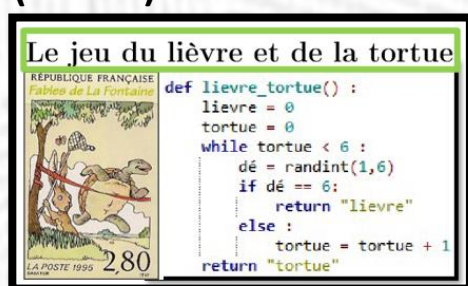 Le jeu du lièvre et de la tortue
RÉPUBLIQUE FRANÇAISE
Fables de La Fontaine
LA POSTE 1995 2,80
def lievre_tortue() :
    lievre = 0
    tortue = 0
    while tortue < 6 :
        dé = randint(1,6)
        if dé == 6:
            return "lievre"
        else :
            tortue = tortue + 1
    return "tortue"